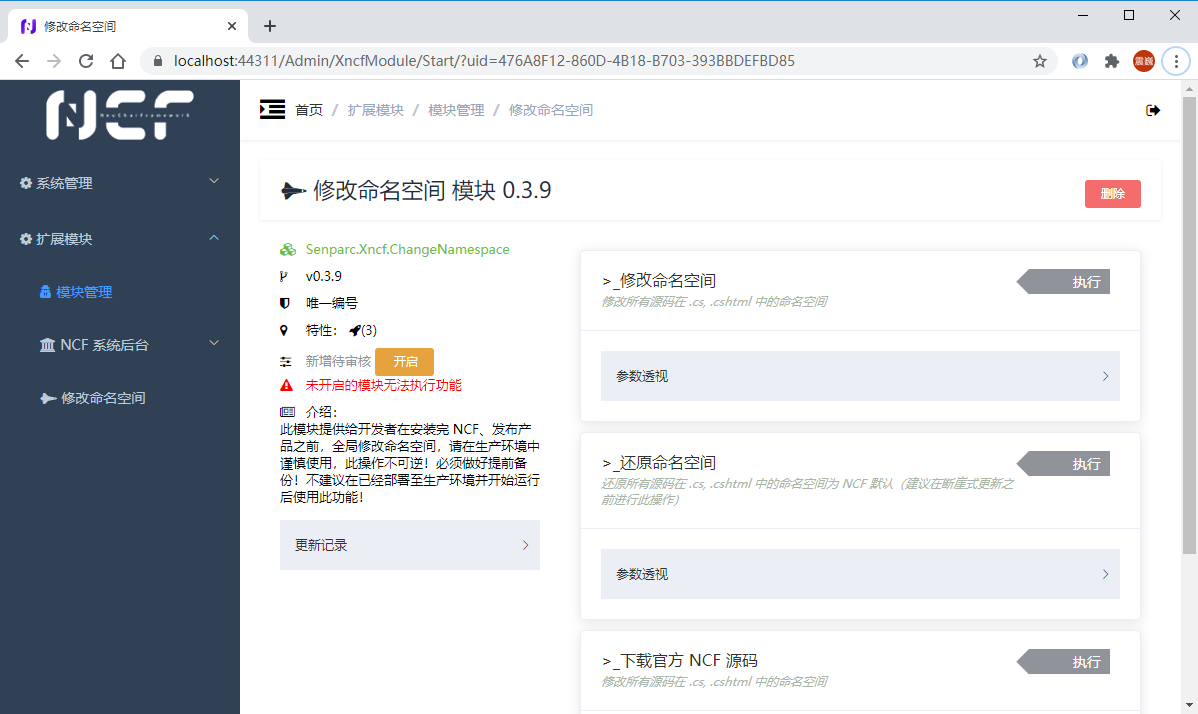 修改命名空间
localhost:44311/Admin/XncfModule/Start/?uid=476A8F12-860D-4B18-B703-393BBDEFBD85
震巍
NCF
NeuCharFramework
首页 / 扩展模块 / 模块管理 / 修改命名空间
系统管理
扩展模块
模块管理
NCF 系统后台
修改命名空间
修改命名空间 模块 0.3.9
删除
Senparc.Xncf.ChangeNamespace
v0.3.9
唯一编号
特性： (3)
新增待审核 开启
未开启的模块无法执行功能
介绍：
此模块提供给开发者在安装完 NCF、发布产
品之前，全局修改命名空间，请在生产环境中
谨慎使用，此操作不可逆！必须做好提前备
份！不建议在已经部署至生产环境并开始运行
后使用此功能！
更新记录
>_修改命名空间
执行
修改所有源码在 .cs, .cshtml 中的命名空间
参数透视
>_还原命名空间
执行
还原所有源码在 .cs, .cshtml 中的命名空间为 NCF 默认（建议在断崖式更新之
前进行此操作）
参数透视
>_下载官方 NCF 源码
执行
修改所有源码在 .cs, .cshtml 中的命名空间